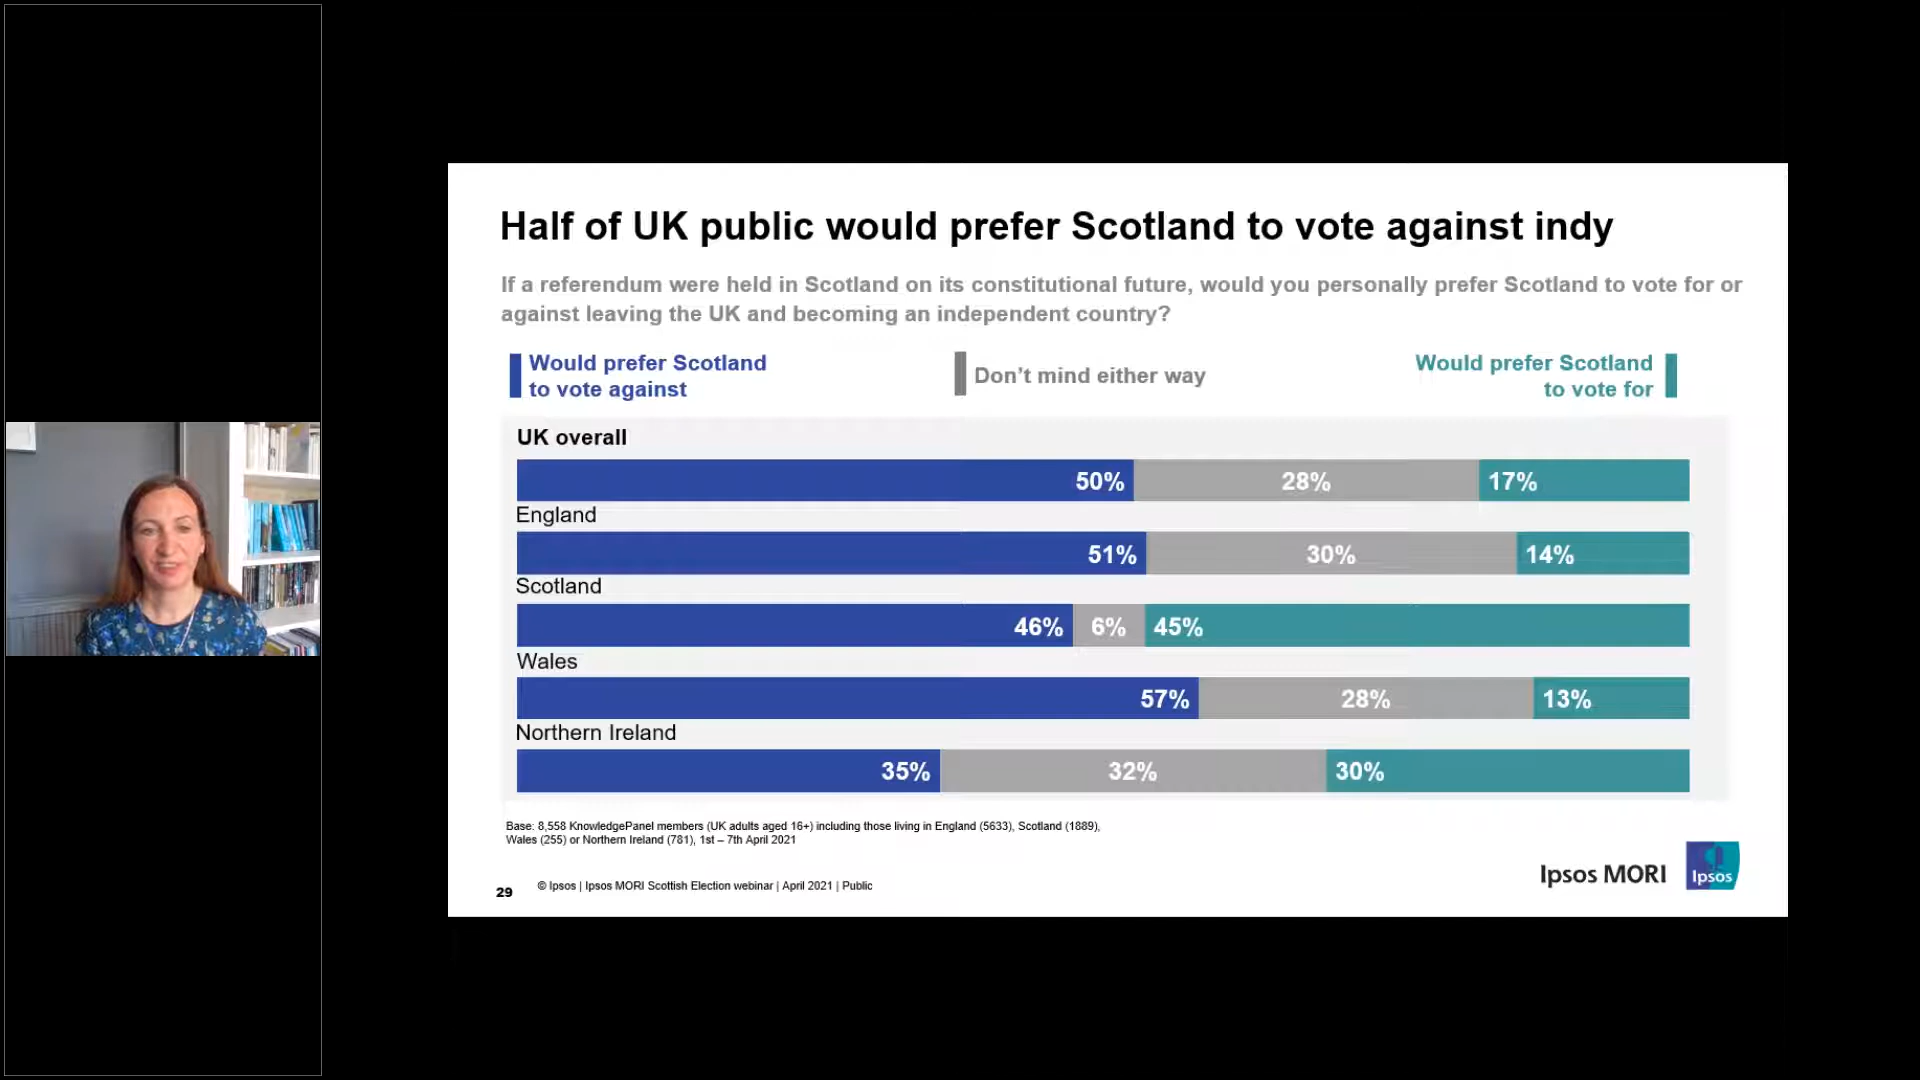 Half of UK public would prefer Scotland to vote against indy
If a referendum were held in Scotland on its constitutional future, would you personally prefer Scotland to vote for or
against leaving the UK and becoming an independent country?
Would prefer Scotland
to vote against
Don't mind either way
Would prefer Scotland
to vote for
UK overall
50% 28% 17%
England
51% 30% 14%
Scotland
46% 6% 45%
Wales
57% 28% 13%
Northern Ireland
35% 32% 30%
Base: 8,558 KnowledgePanel members (UK adults aged 16+) including those living in England (5633), Scotland (1889),
Wales (255) or Northern Ireland (781), 1st – 7th April 2021
Ipsos MORI
Ipsos
29 © Ipsos | Ipsos MORI Scottish Election webinar | April 2021 | Public